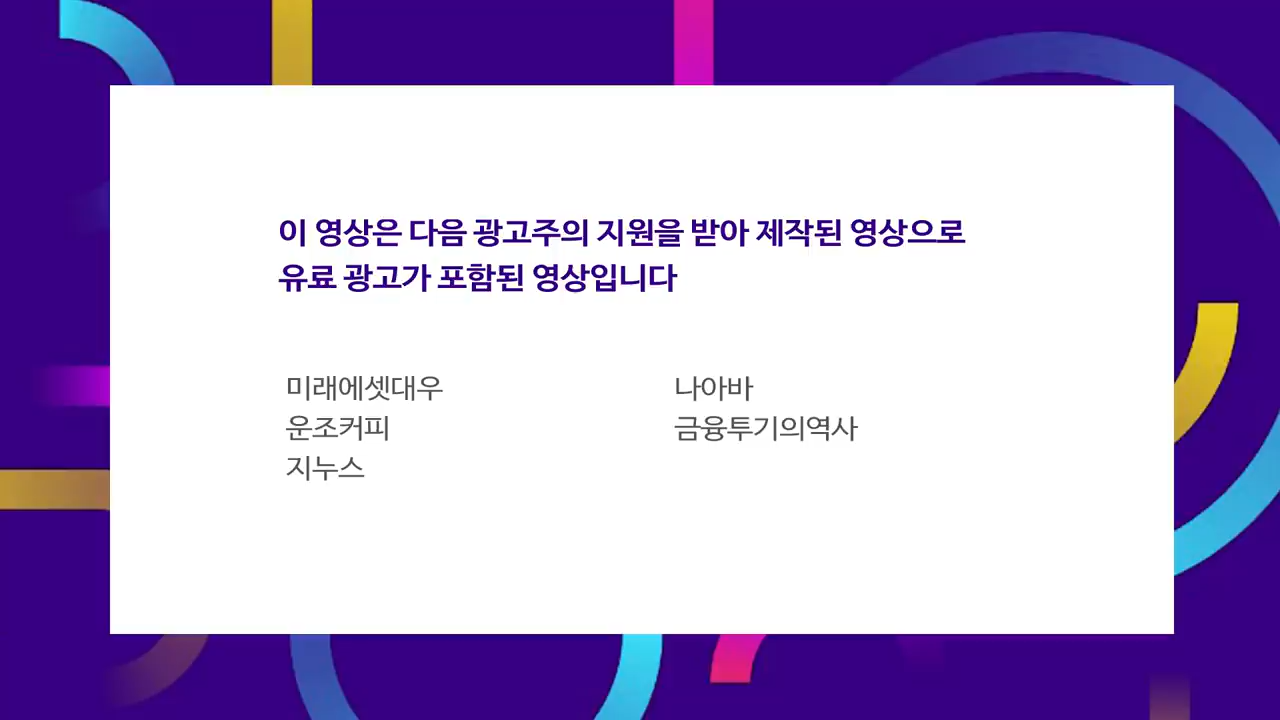 이 영상은 다음 광고주의 지원을 받아 제작된 영상으로
유료 광고가 포함된 영상입니다
미래에셋대우
운조커피
지누스
나아바
금융투기의역사